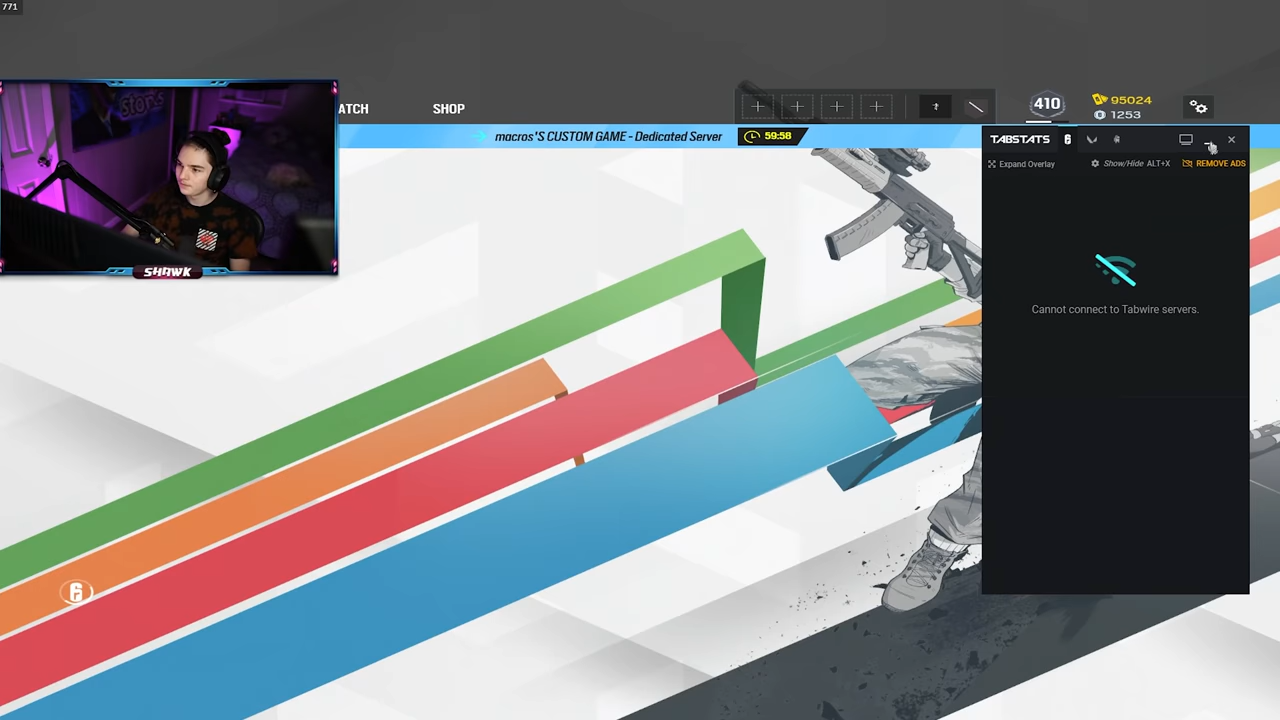 771
ATCH
SHOP
410
95024
1253
macros'S CUSTOM GAME - Dedicated Server
59:58
TABSTATS
Expand Overlay
Show/Hide ALT+X
REMOVE ADS
Cannot connect to Tabwire servers.
SHAWK
6